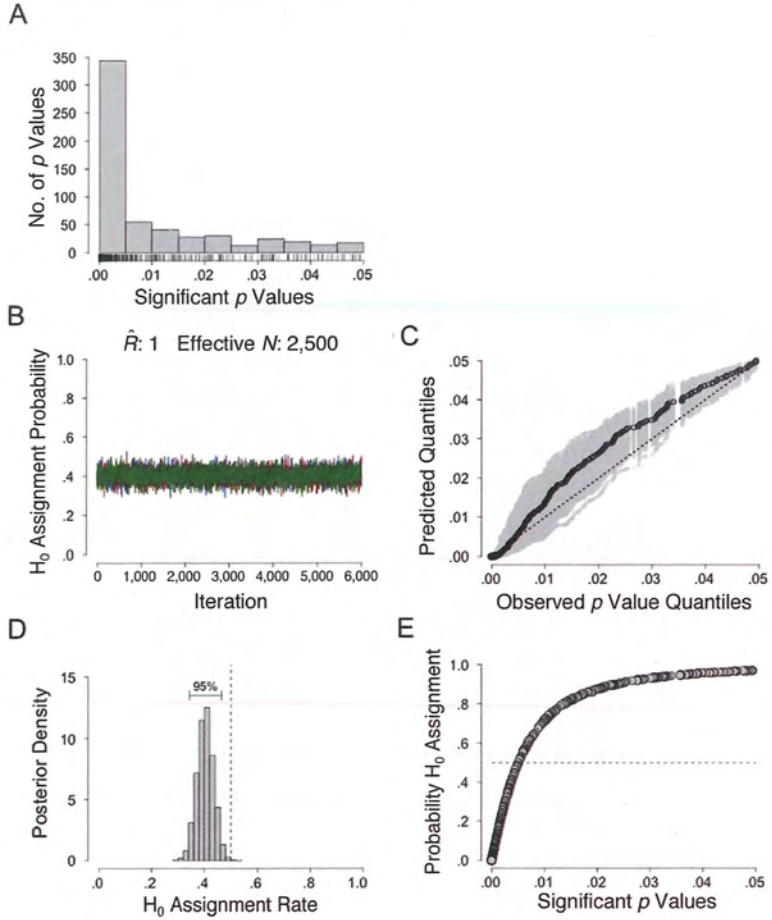 A
350
300
250
200
150
100
50
0
No. of p Values
.00 .01 .02 .03 .04 .05
Significant p Values
B
R̂: 1 Effective N: 2,500
1.0
.8
.6
.4
.2
.0
H₀ Assignment Probability
0 1,000 2,000 3,000 4,000 5,000 6,000
Iteration
C
.05
.04
.03
.02
.01
.00
Predicted Quantiles
.00 .01 .02 .03 .04 .05
Observed p Value Quantiles
D
15
10
5
0
Posterior Density
95%
.0 .2 .4 .6 .8 1.0
H₀ Assignment Rate
E
1.0
.8
.6
.4
.2
.0
Probability H₀ Assignment
.00 .01 .02 .03 .04 .05
Significant p Values